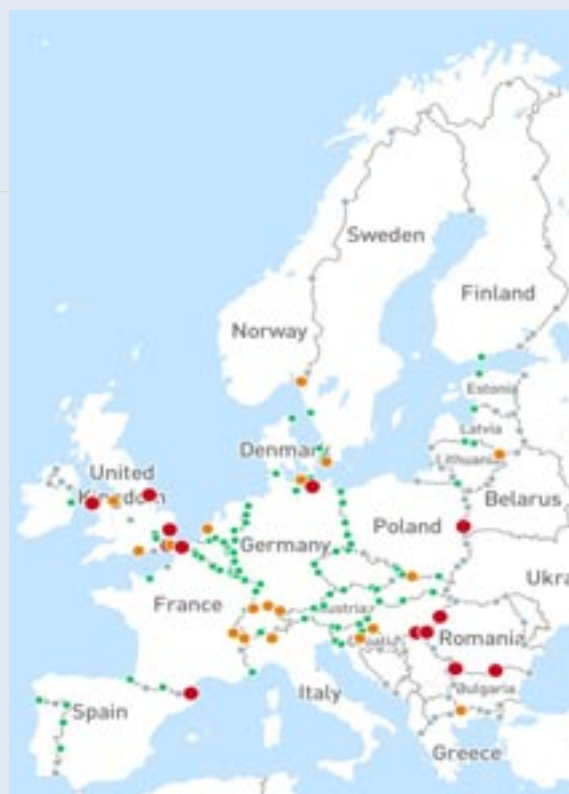 Sweden
Finland
Norway
Estonia
Latvia
Denmark
Lithuania
United
Kingdom
Belarus
Poland
Germany
Ukra
France
Austria
Croatia
Romania
Italy
Bulgaria
Spain
Greece